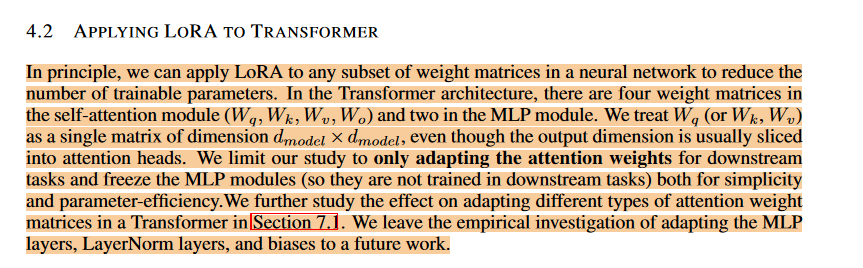 4.2 APPLYING LORA TO TRANSFORMER
In principle, we can apply LoRA to any subset of weight matrices in a neural network to reduce the
number of trainable parameters. In the Transformer architecture, there are four weight matrices in
the self-attention module (W_q, W_k, W_v, W_o) and two in the MLP module. We treat W_q (or W_k, W_v)
as a single matrix of dimension d_model × d_model, even though the output dimension is usually sliced
into attention heads. We limit our study to only adapting the attention weights for downstream
tasks and freeze the MLP modules (so they are not trained in downstream tasks) both for simplicity
and parameter-efficiency.We further study the effect on adapting different types of attention weight
matrices in a Transformer in Section 7.1. We leave the empirical investigation of adapting the MLP
layers, LayerNorm layers, and biases to a future work.